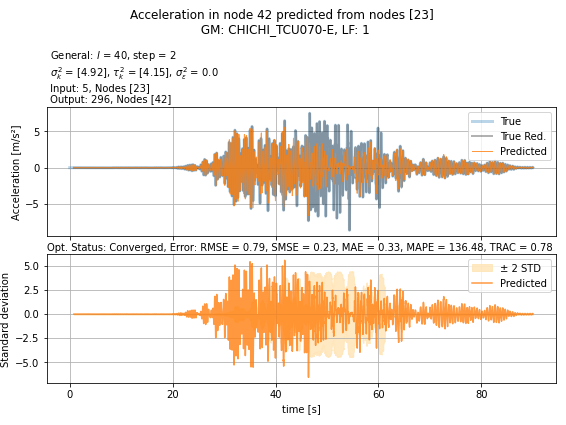 Acceleration in node 42 predicted from nodes [23]
GM: CHICHI_TCU070-E, LF: 1
General: l = 40, step = 2
σ²ₖ = [4.92], τ²ₖ = [4.15], σ²ₑ = 0.0
Input: 5, Nodes [23]
Output: 296, Nodes [42]
True
True Red.
Predicted
Acceleration [m/s²]
5
0
−5
Opt. Status: Converged, Error: RMSE = 0.79, SMSE = 0.23, MAE = 0.33, MAPE = 136.48, TRAC = 0.78
± 2 STD
Predicted
Standard deviation
5.0
2.5
0.0
−2.5
−5.0
0 20 40 60 80
time [s]